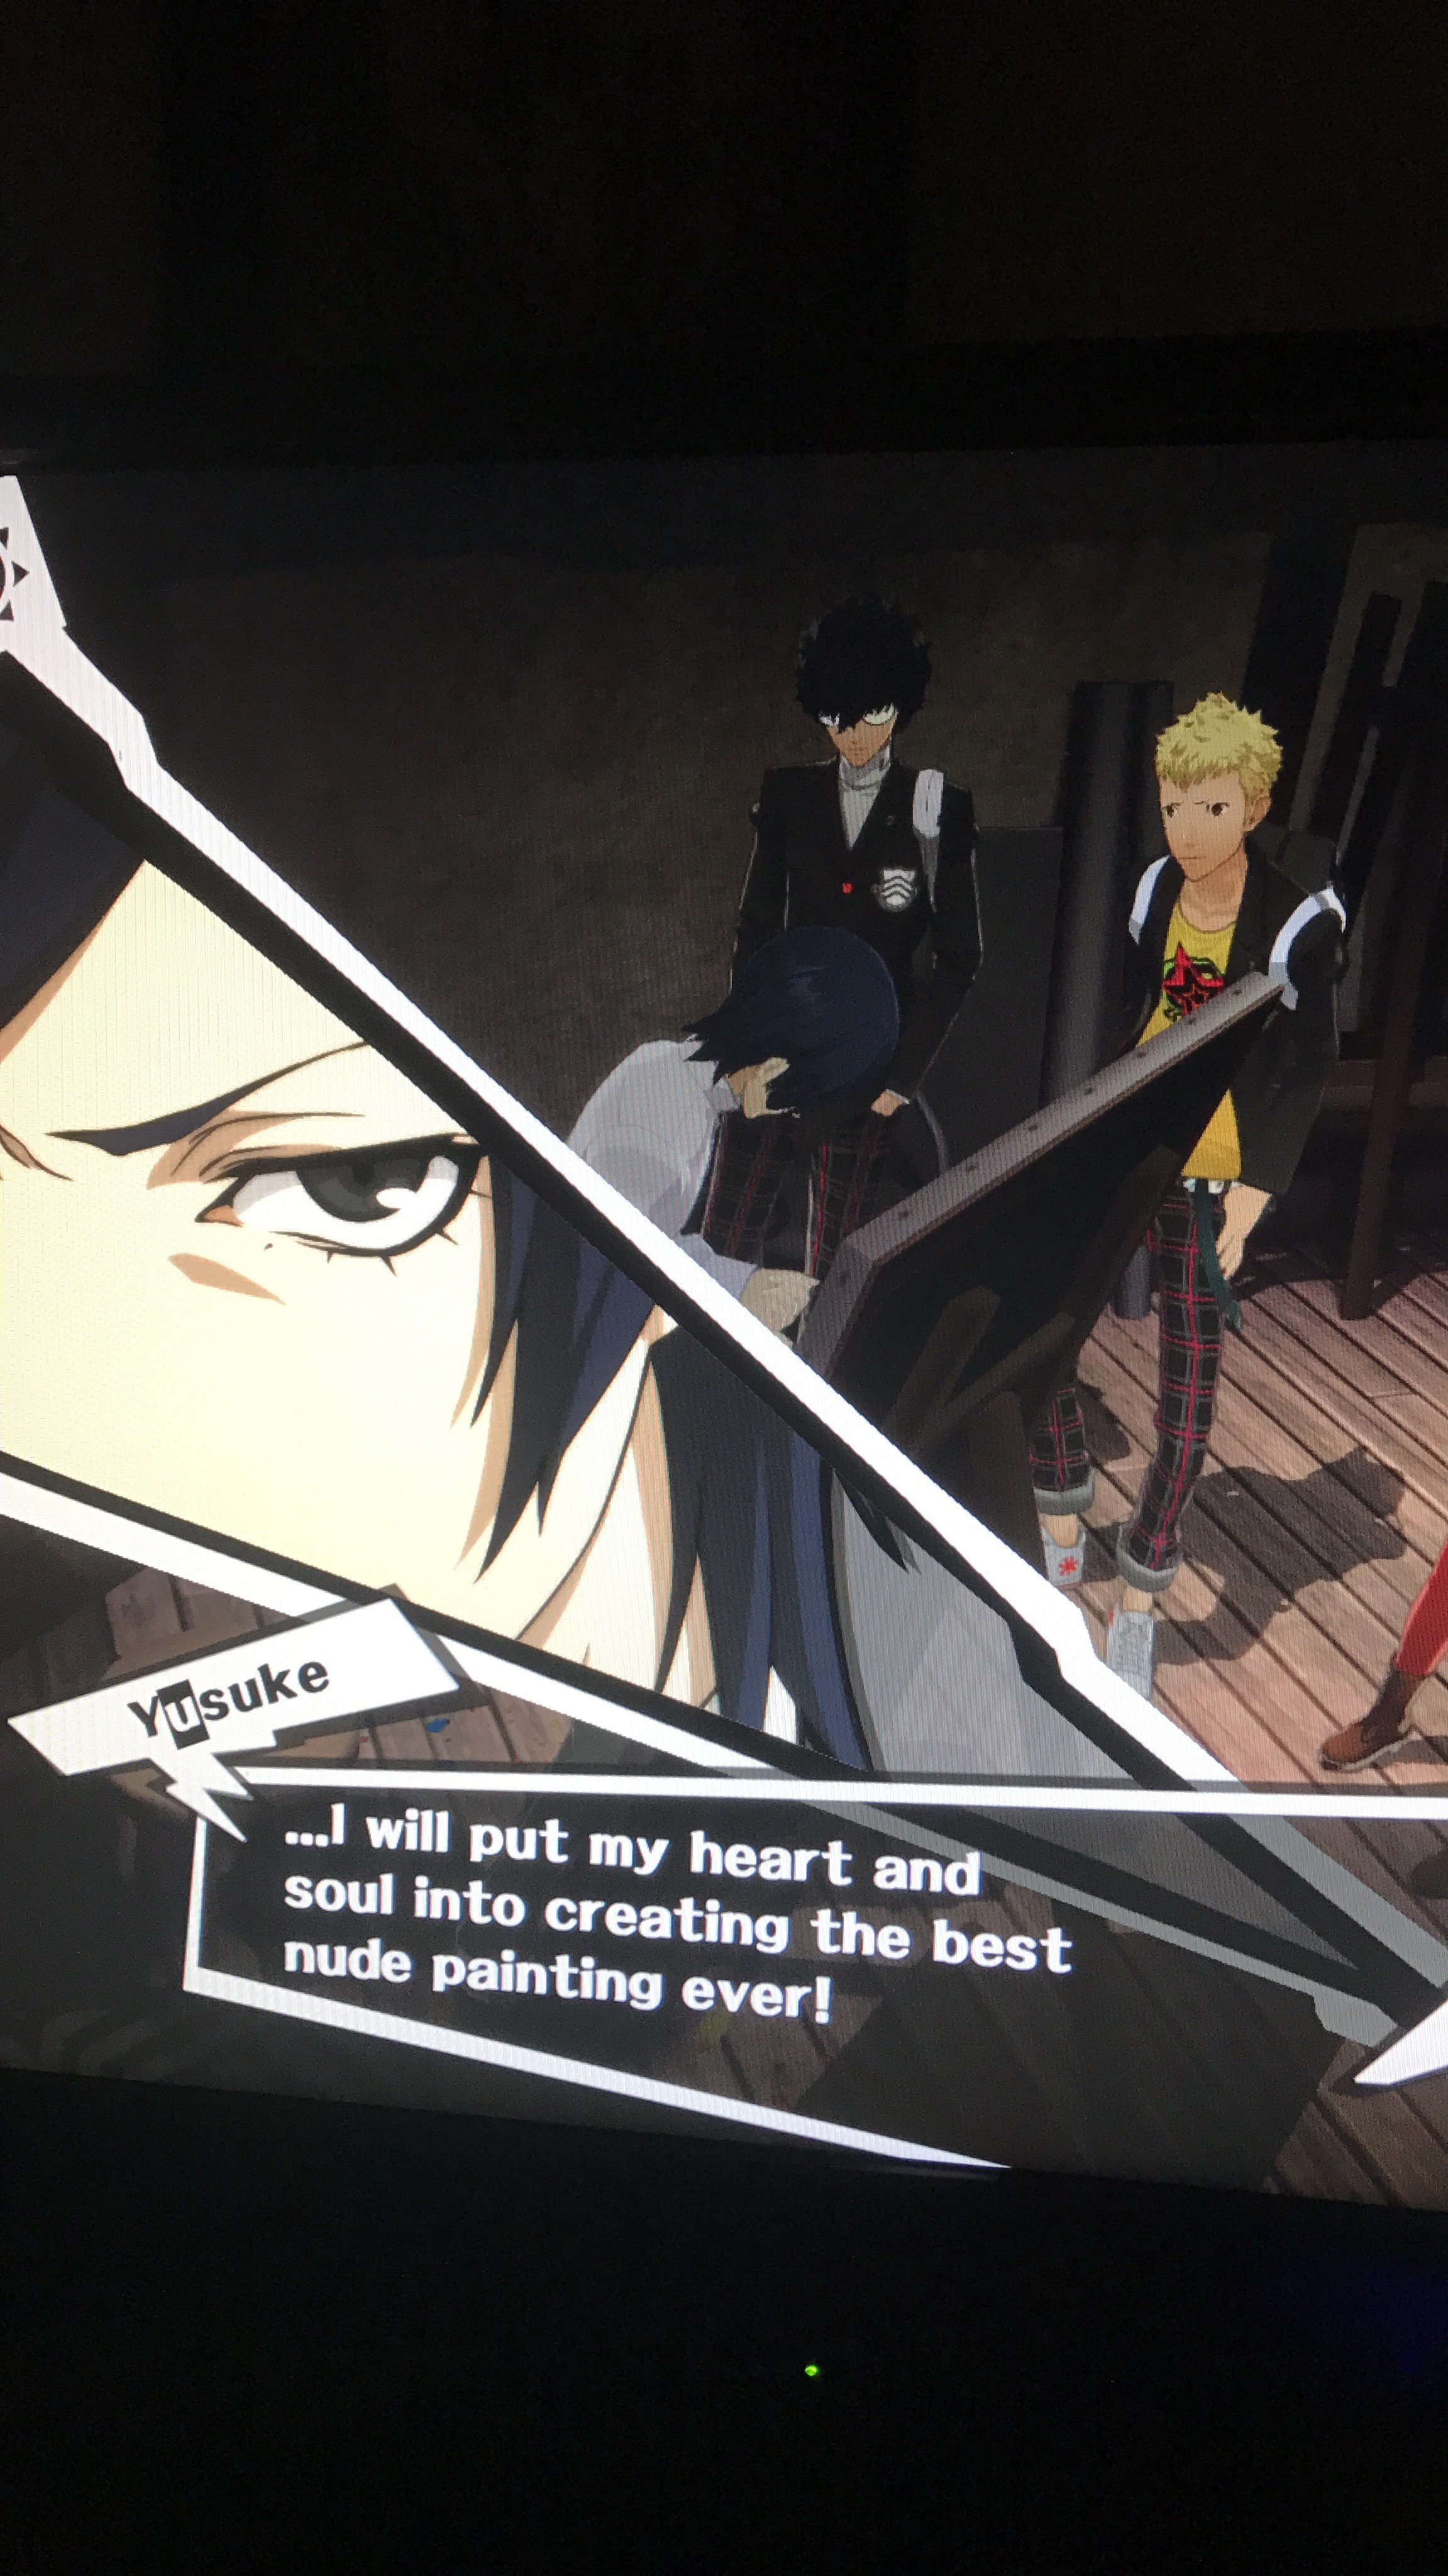 Yusuke
...I will put my heart and
soul into creating the best
nude painting ever!